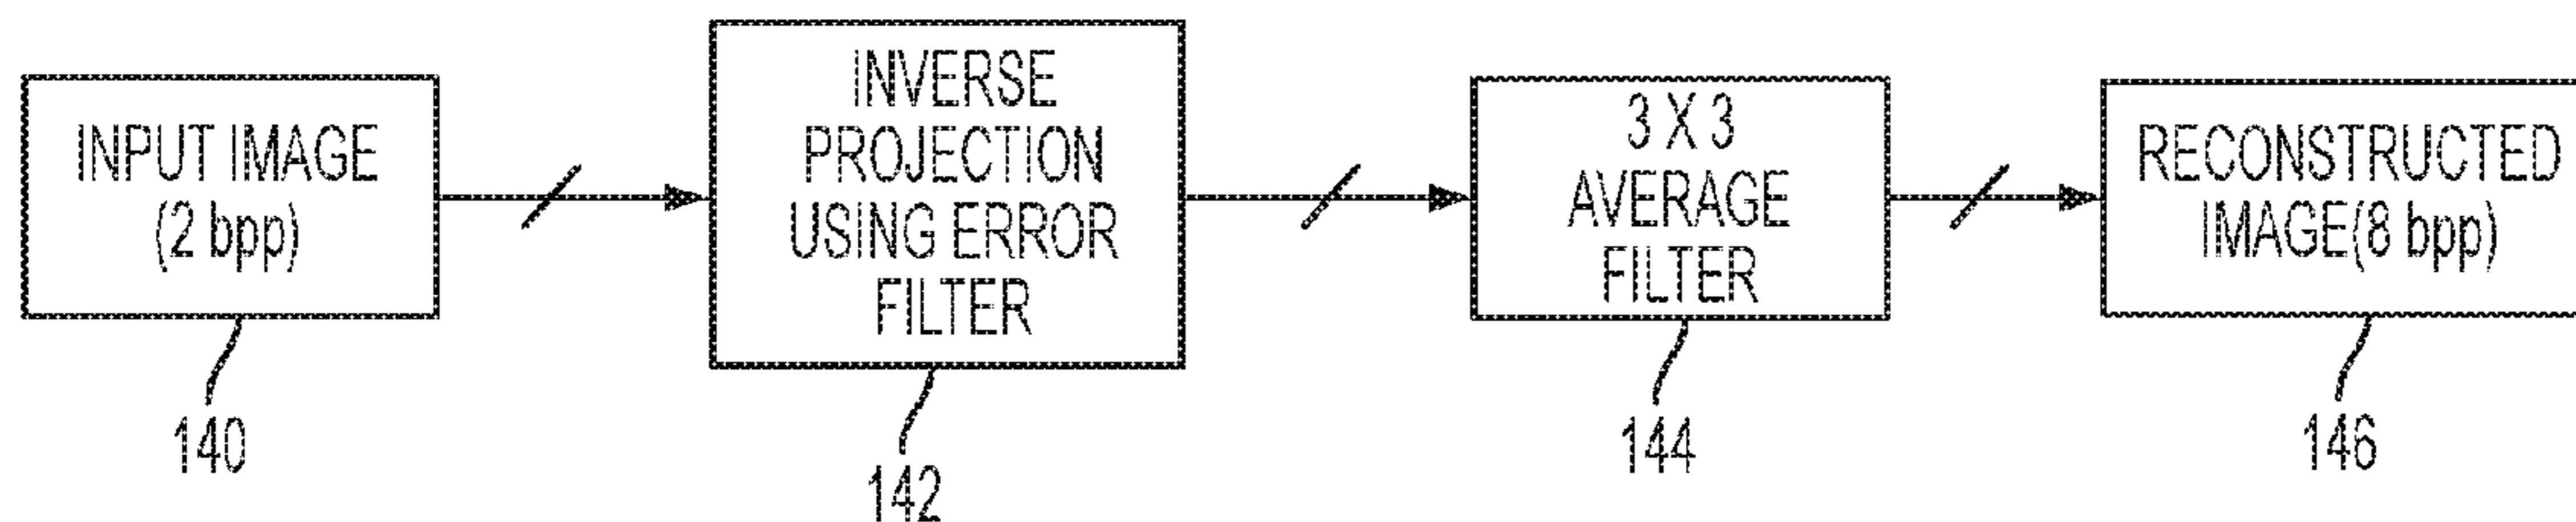 INPUT IMAGE
(2 bpp)
140
INVERSE
PROJECTION
USING ERROR
FILTER
142
3 X 3
AVERAGE
FILTER
144
RECONSTRUCTED
IMAGE(8 bpp)
146